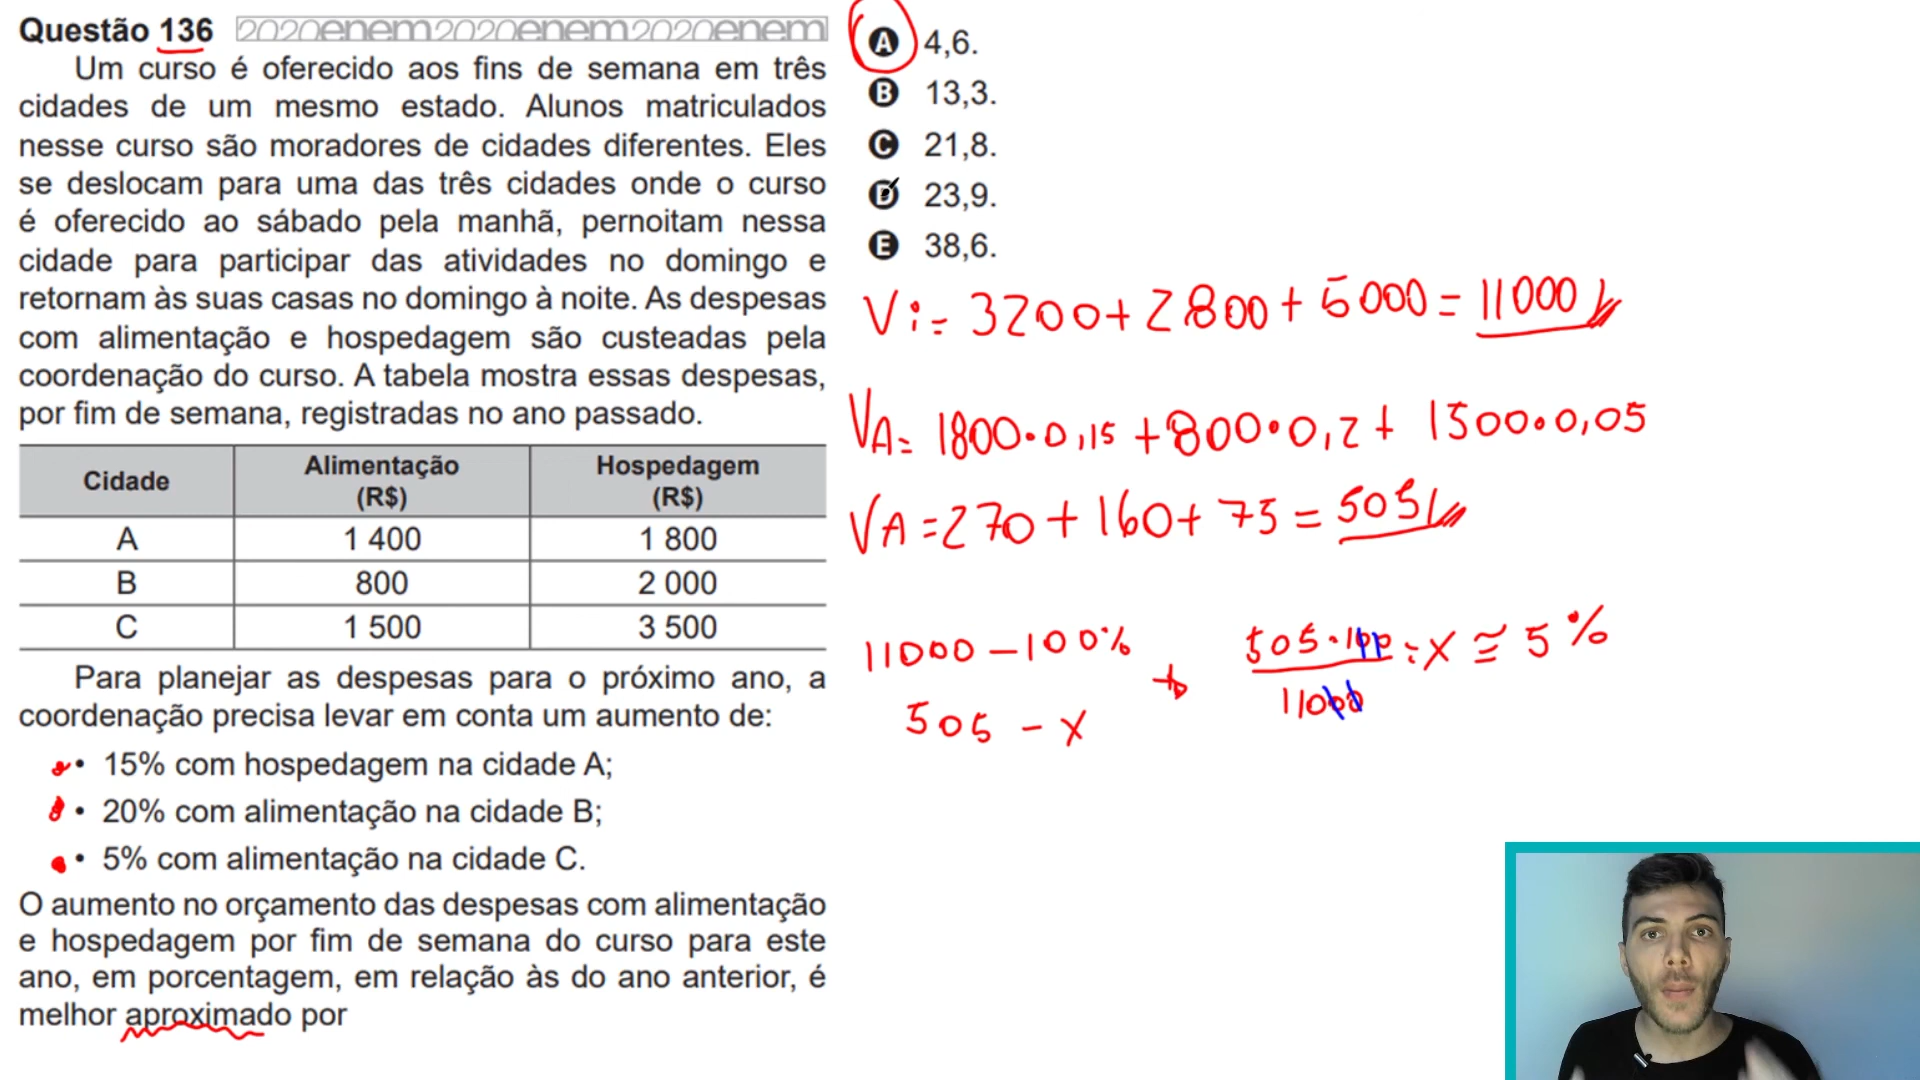 Questão 136 2020enem2020enem2020enem
Um curso é oferecido aos fins de semana em três
cidades de um mesmo estado. Alunos matriculados
nesse curso são moradores de cidades diferentes. Eles
se deslocam para uma das três cidades onde o curso
é oferecido ao sábado pela manhã, pernoitam nessa
cidade para participar das atividades no domingo e
retornam às suas casas no domingo à noite. As despesas
com alimentação e hospedagem são custeadas pela
coordenação do curso. A tabela mostra essas despesas,
por fim de semana, registradas no ano passado.
Cidade Alimentação (R$) Hospedagem (R$)
A 1 400 1 800
B 800 2 000
C 1 500 3 500
Para planejar as despesas para o próximo ano, a
coordenação precisa levar em conta um aumento de:
• 15% com hospedagem na cidade A;
• 20% com alimentação na cidade B;
• 5% com alimentação na cidade C.
O aumento no orçamento das despesas com alimentação
e hospedagem por fim de semana do curso para este
ano, em porcentagem, em relação às do ano anterior, é
melhor aproximado por
A 4,6.
B 13,3.
C 21,8.
D 23,9.
E 38,6.
Vi = 3200 + 2800 + 5000 = 11000
VA = 1800·0,15 + 800·0,2 + 1500·0,05
VA = 270 + 160 + 75 = 505
11000 – 100%
505 – X
505·100
11000
= X ≅ 5%